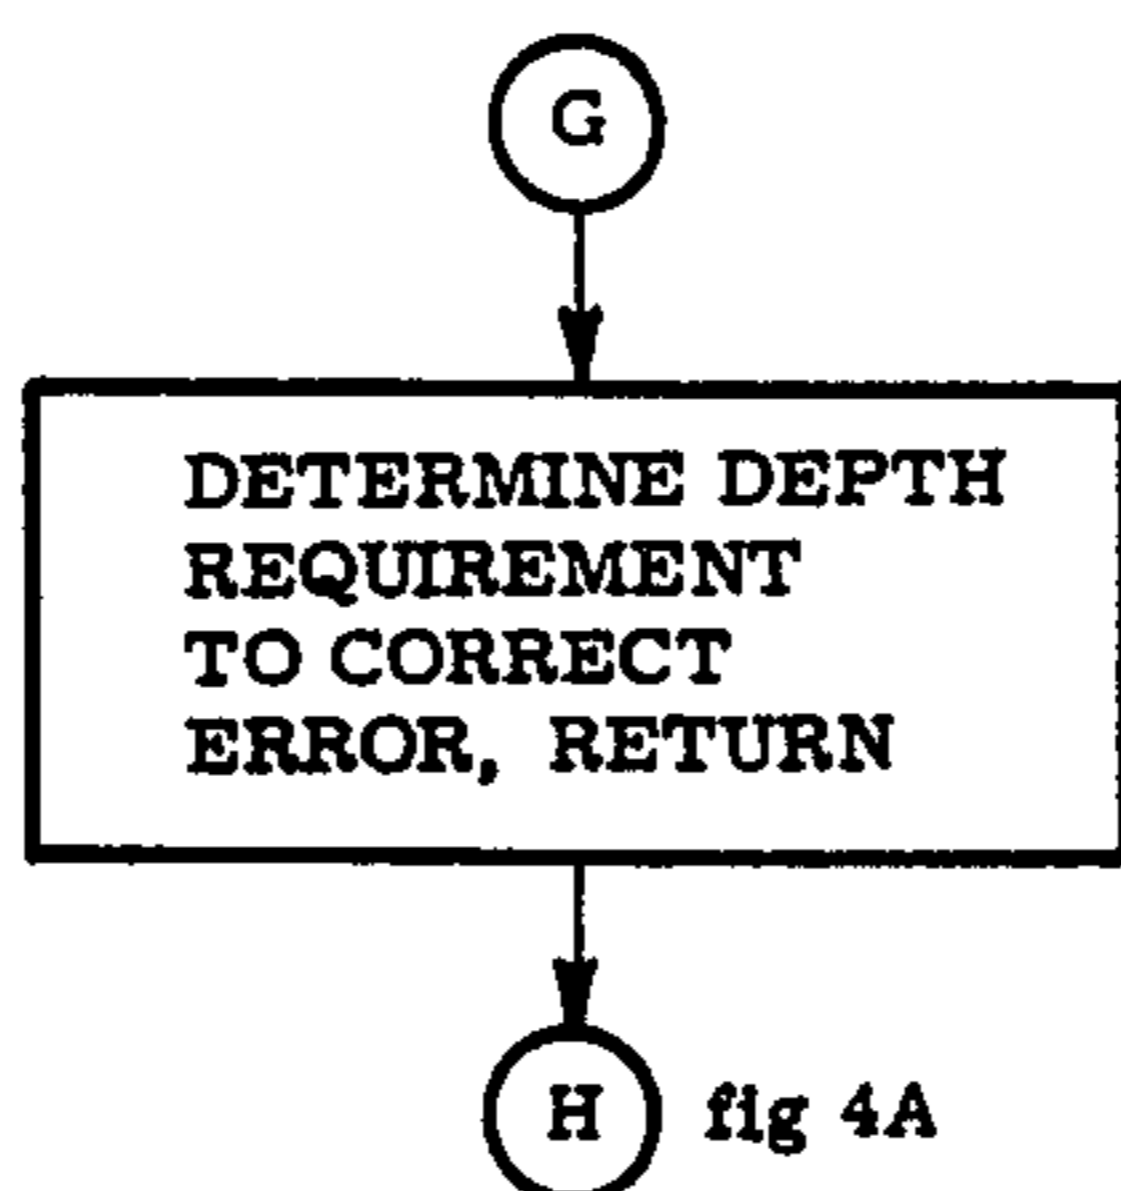 G
DETERMINE DEPTH
REQUIREMENT
TO CORRECT
ERROR, RETURN
H fig 4A